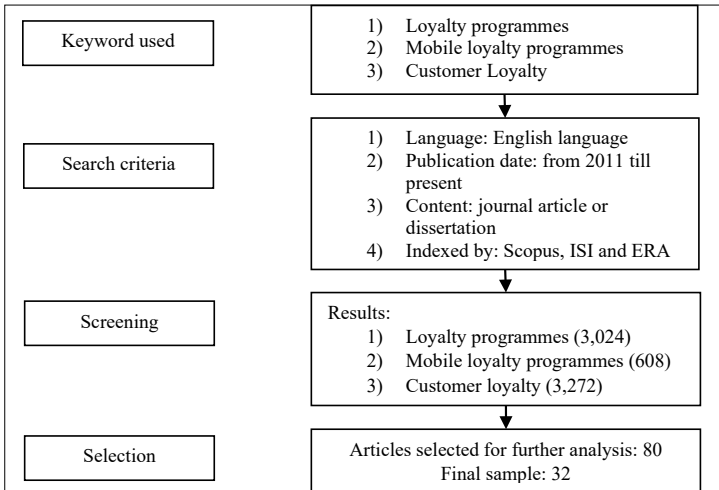 Keyword used
1) Loyalty programmes
2) Mobile loyalty programmes
3) Customer Loyalty
Search criteria
1) Language: English language
2) Publication date: from 2011 till
present
3) Content: journal article or
dissertation
4) Indexed by: Scopus, ISI and ERA
Screening
Results:
1) Loyalty programmes (3,024)
2) Mobile loyalty programmes (608)
3) Customer loyalty (3,272)
Selection
Articles selected for further analysis: 80
Final sample: 32